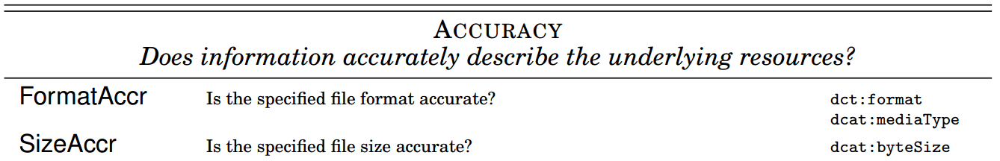 ACCURACY
Does information accurately describe the underlying resources?
FormatAccr Is the specified file format accurate? dct:format
dcat:mediaType
SizeAccr Is the specified file size accurate? dcat:byteSize